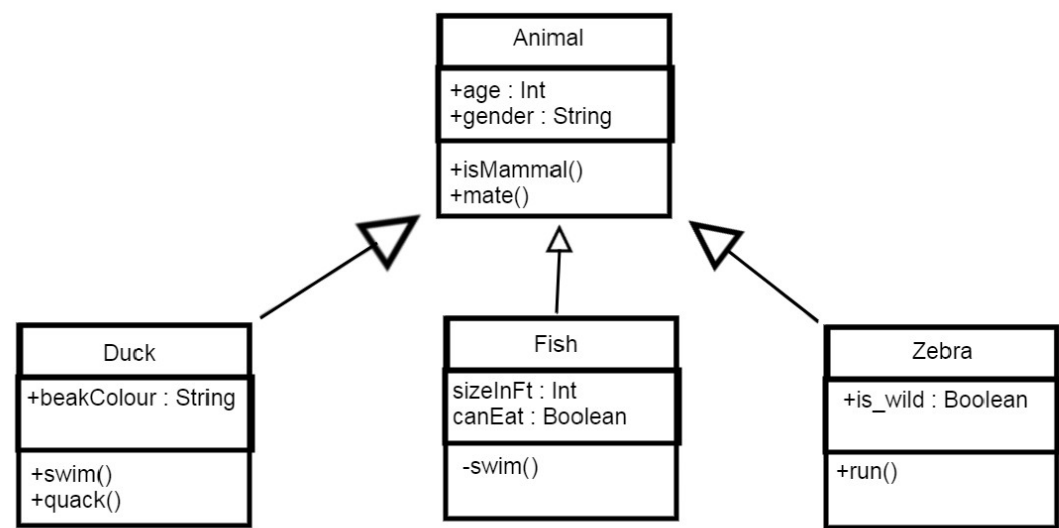 Animal
+age : Int
+gender : String
+isMammal()
+mate()
Duck
+beakColour : String
+swim()
+quack()
Fish
sizeInFt : Int
canEat : Boolean
-swim()
Zebra
+is_wild : Boolean
+run()